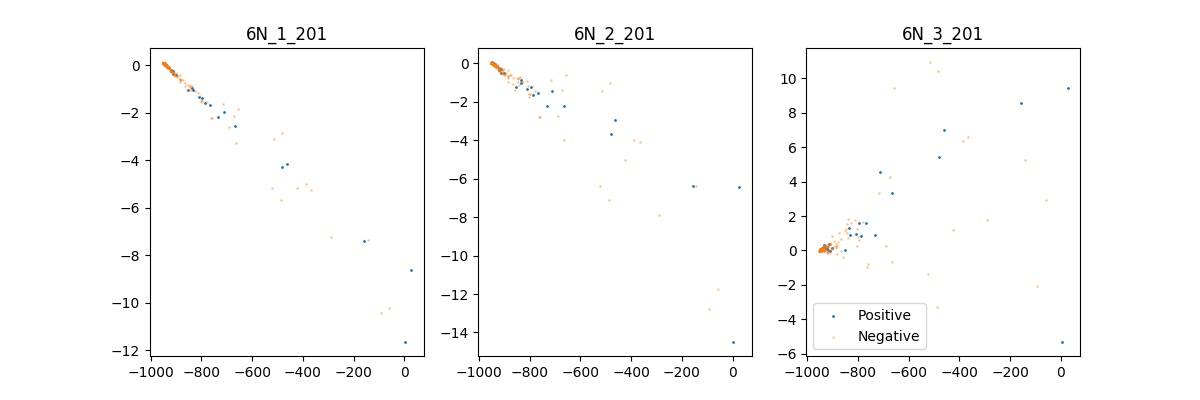 6N_1_201 6N_2_201 6N_3_201
0 −2 −4 −6 −8 −10 −12
−1000 −800 −600 −400 −200 0
0 −2 −4 −6 −8 −10 −12 −14
−1000 −800 −600 −400 −200 0
10 8 6 4 2 0 −2 −4 −6
−1000 −800 −600 −400 −200 0
Positive
Negative